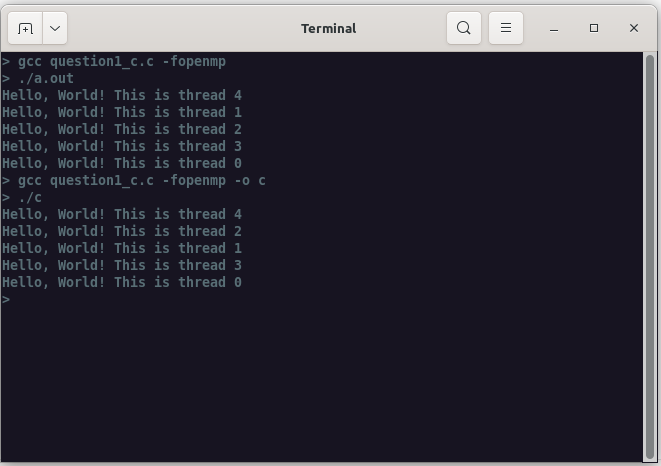 Terminal
> gcc question1_c.c -fopenmp
> ./a.out
Hello, World! This is thread 4
Hello, World! This is thread 1
Hello, World! This is thread 2
Hello, World! This is thread 3
Hello, World! This is thread 0
> gcc question1_c.c -fopenmp -o c
> ./c
Hello, World! This is thread 4
Hello, World! This is thread 2
Hello, World! This is thread 1
Hello, World! This is thread 3
Hello, World! This is thread 0
>